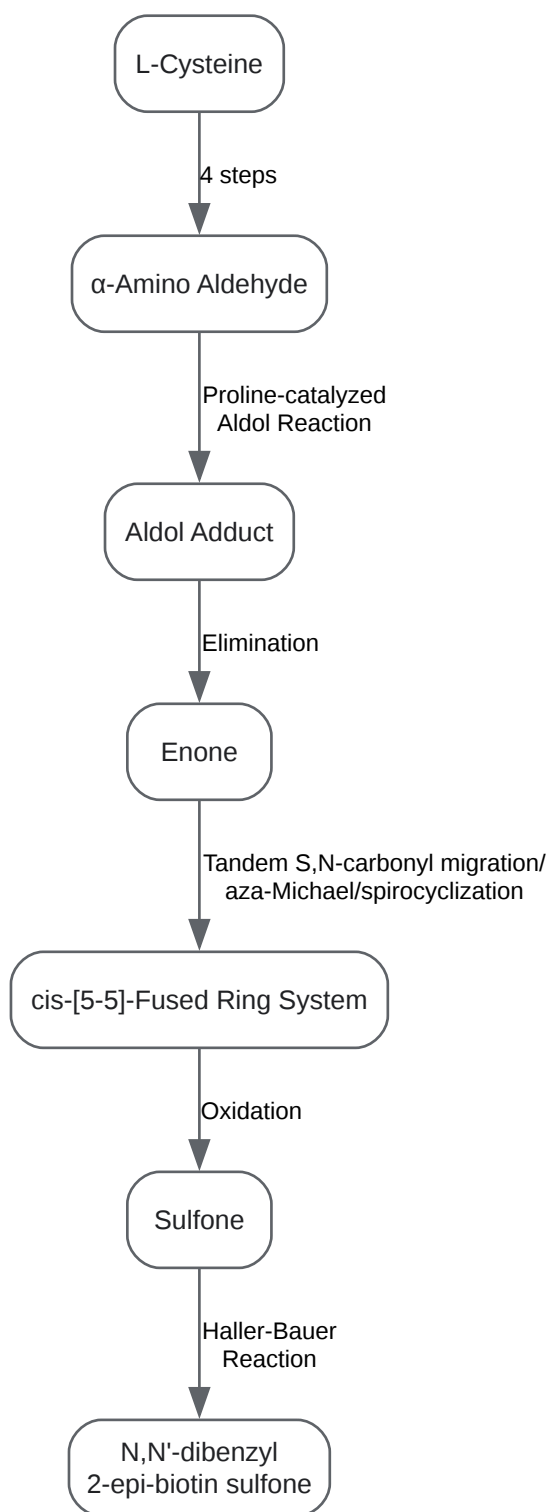 L-Cysteine
4 steps
α-Amino Aldehyde
Proline-catalyzed
Aldol Reaction
Aldol Adduct
Elimination
Enone
Tandem S,N-carbonyl migration/
aza-Michael/spirocyclization
cis-[5-5]-Fused Ring System
Oxidation
Sulfone
Haller-Bauer
Reaction
N,N'-dibenzyl
2-epi-biotin sulfone